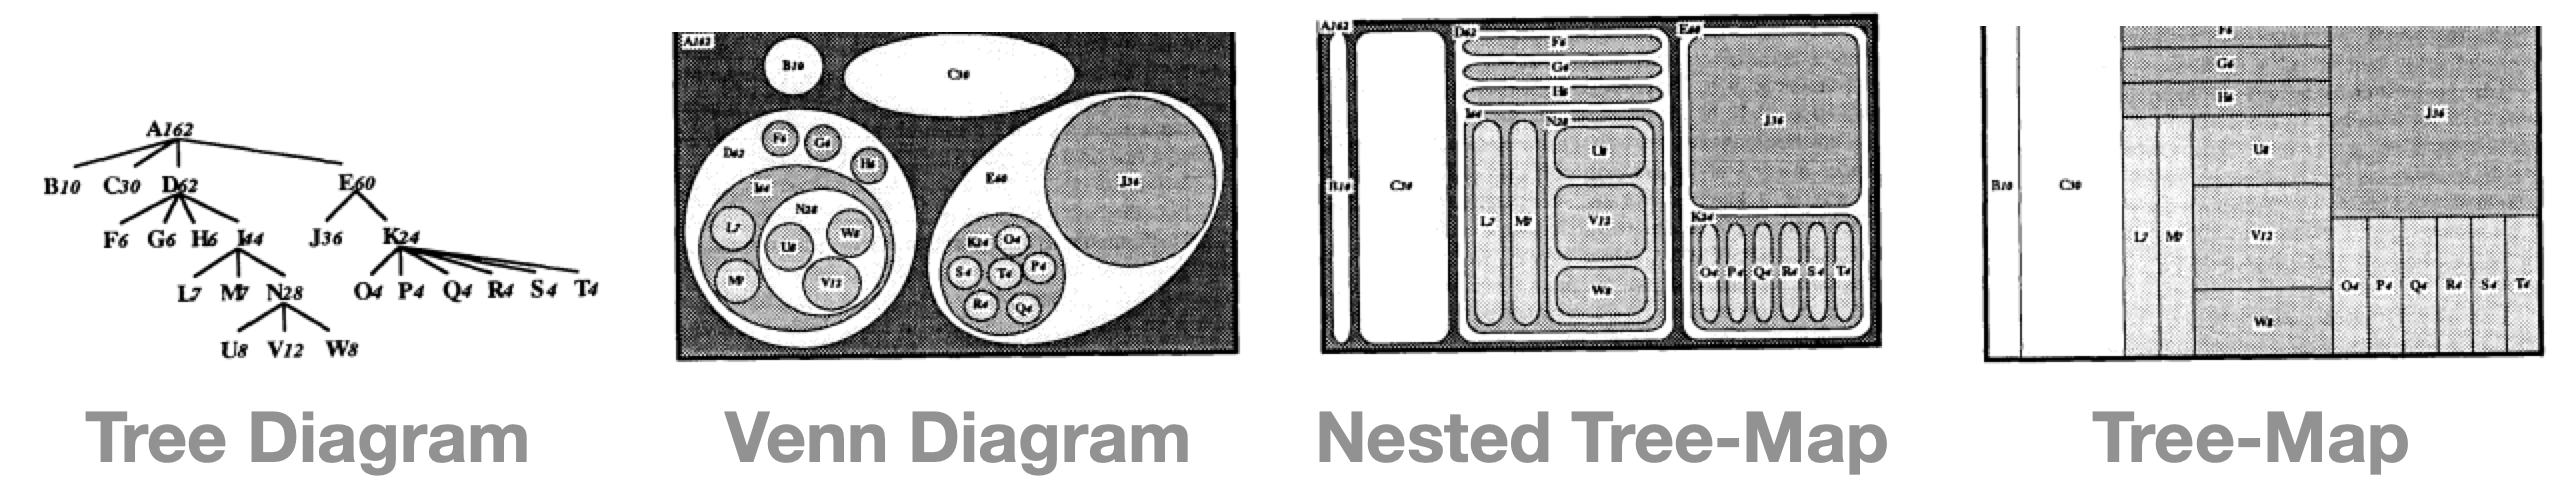 A162
B10 C30 D62 E60
F6 G6 H6 I44 J36 K24
L7 M7 N28 O4 P4 Q4 R4 S4 T4
U8 V12 W8
Tree Diagram
A162
B10
C30
F6 G6 H6
D62
I44
E60
J36
L7
N28
U8
W8
M7
V12
K24
O4
S4
T4
P4
R4
Q4
Venn Diagram
A162
D62
E60
F6
G6
H6
I44
N28
J36
U8
B10
C30
L7
M7
V12
K24
O4 P4 Q4 R4 S4 T4
W8
Nested Tree-Map
F6
G6
H6
J36
U8
B10
C30
L7
M7
V12
O4 P4 Q4 R4 S4 T4
W8
Tree-Map